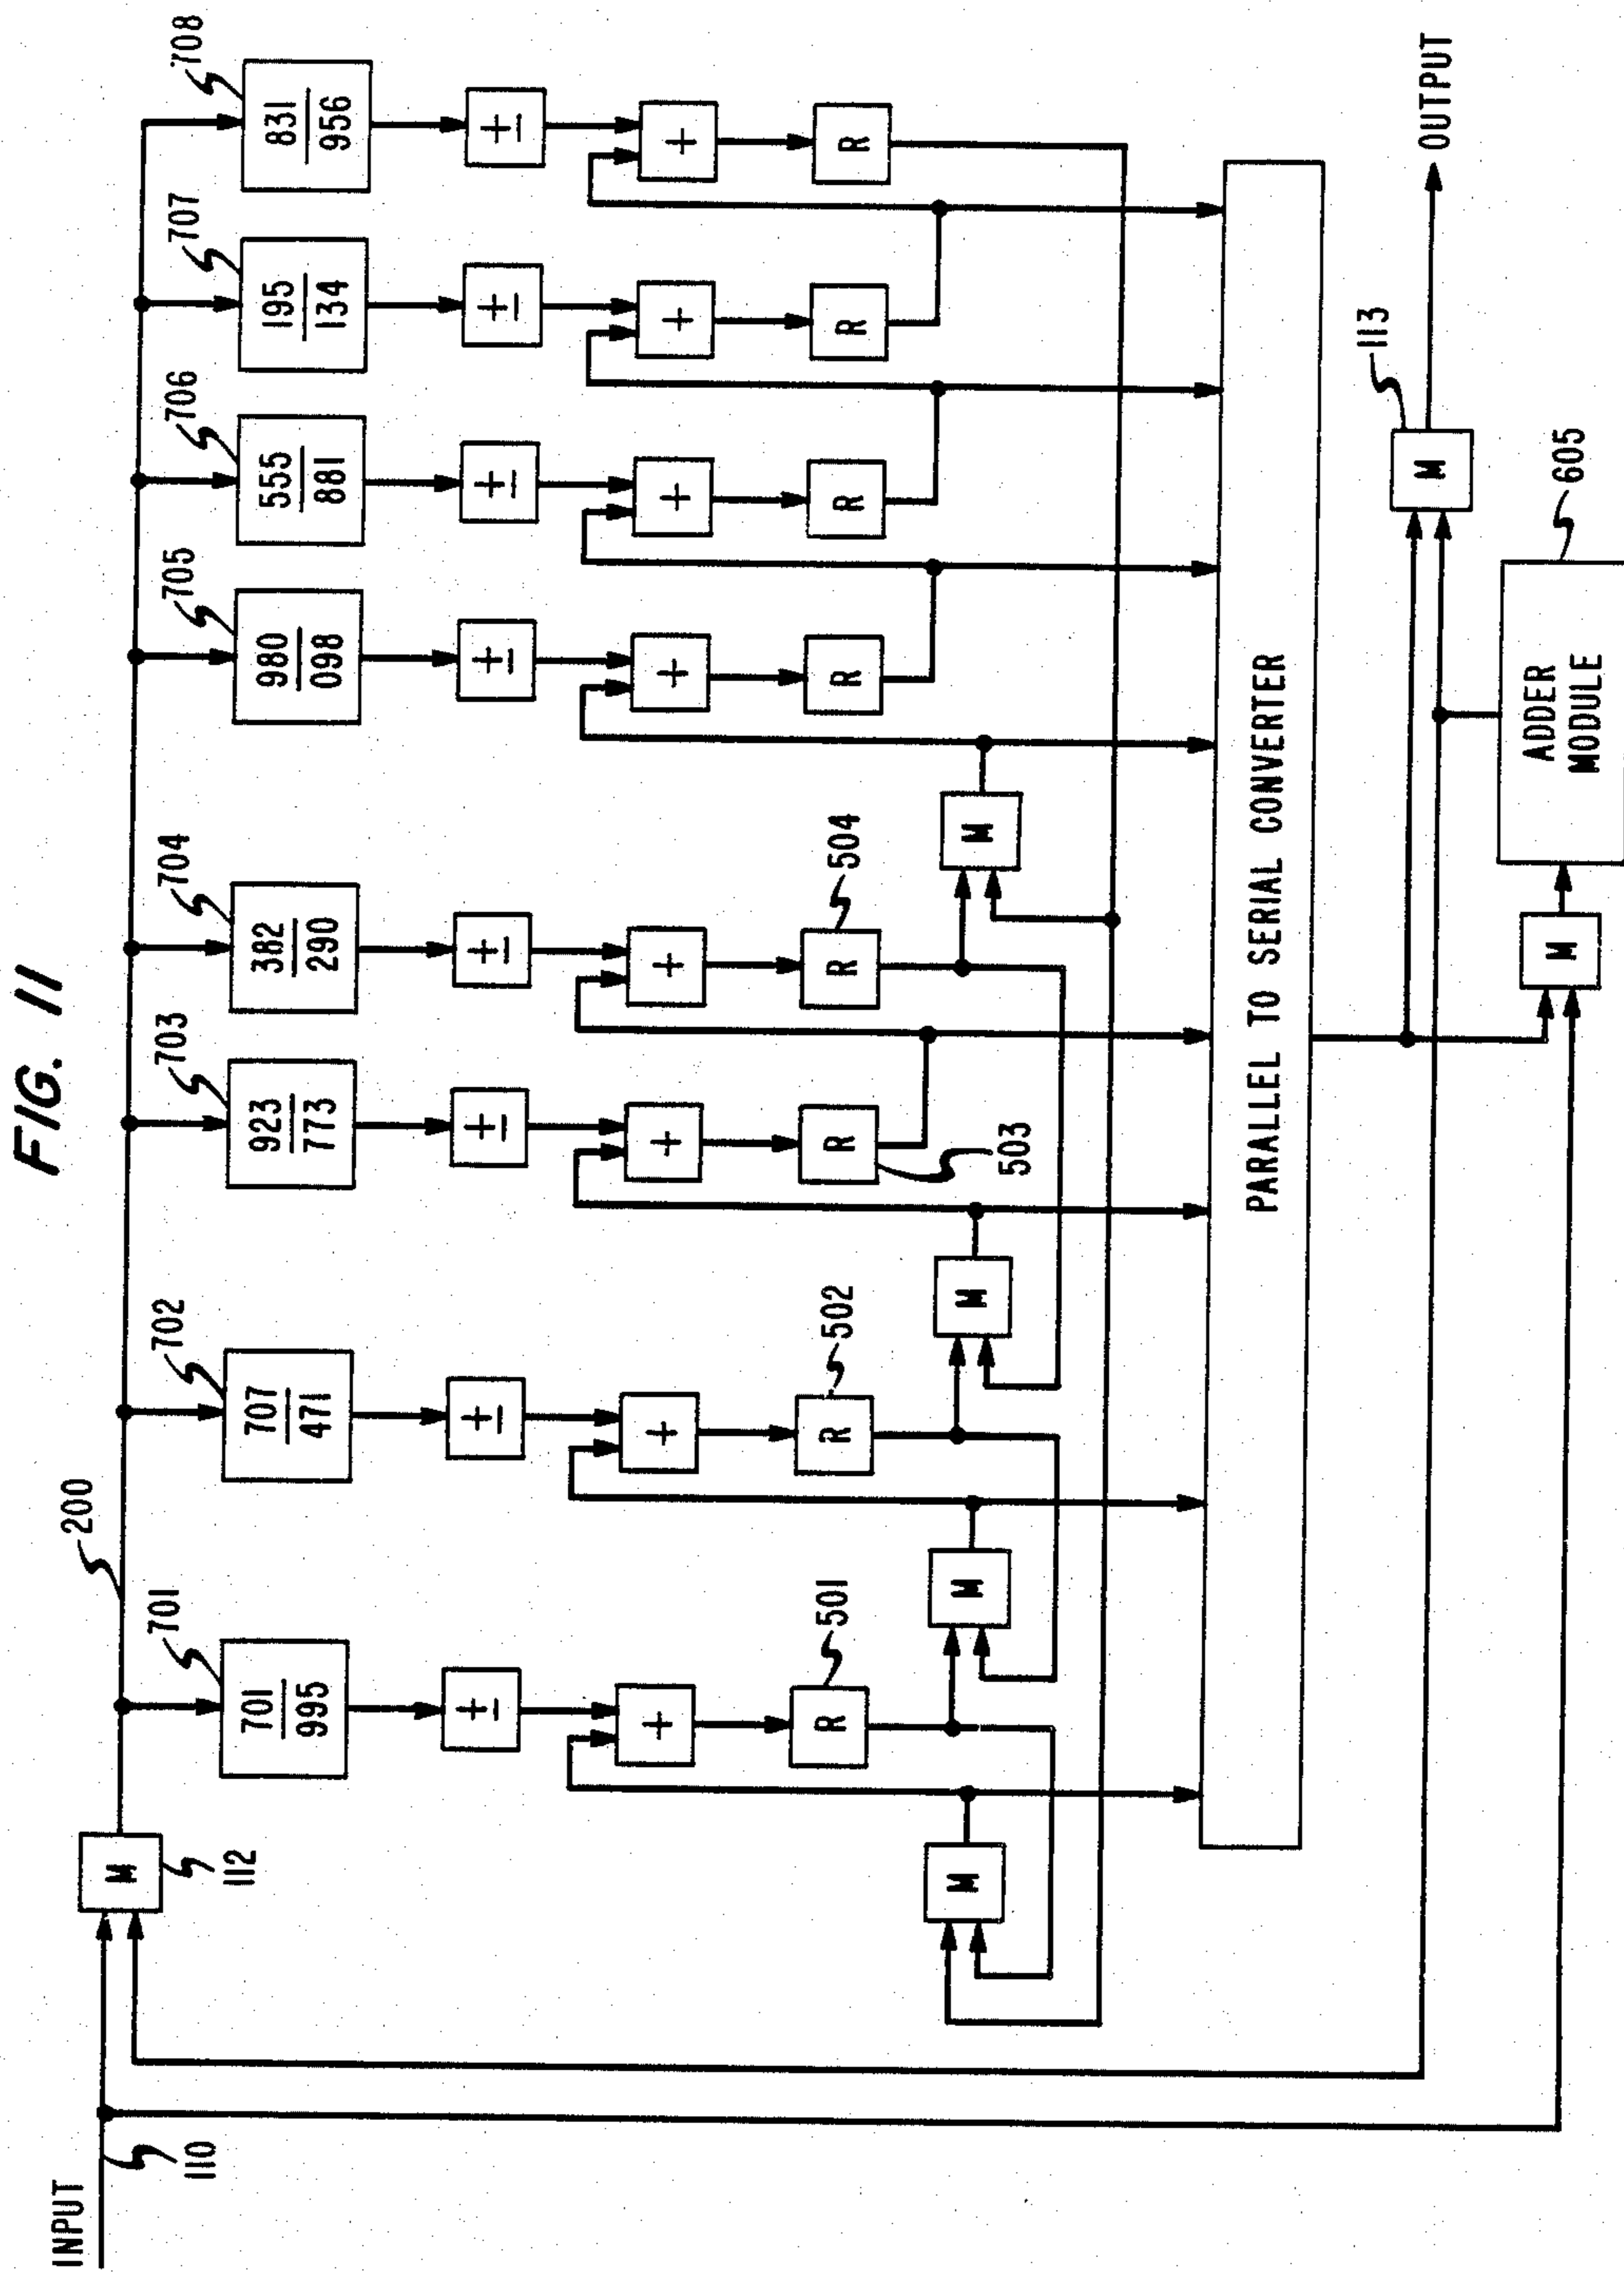 FIG. 11
INPUT
110
M
112
200
701
702
703
704
705
706
707
708
701
995
707
471
923
773
382
290
980
098
555
881
195
134
831
956
±
±
±
±
±
±
±
±
+
+
+
+
+
+
+
+
R
R
R
R
R
R
R
R
501
502
503
504
M
M
M
M
PARALLEL TO SERIAL CONVERTER
M
113
OUTPUT
M
ADDER
MODULE
605